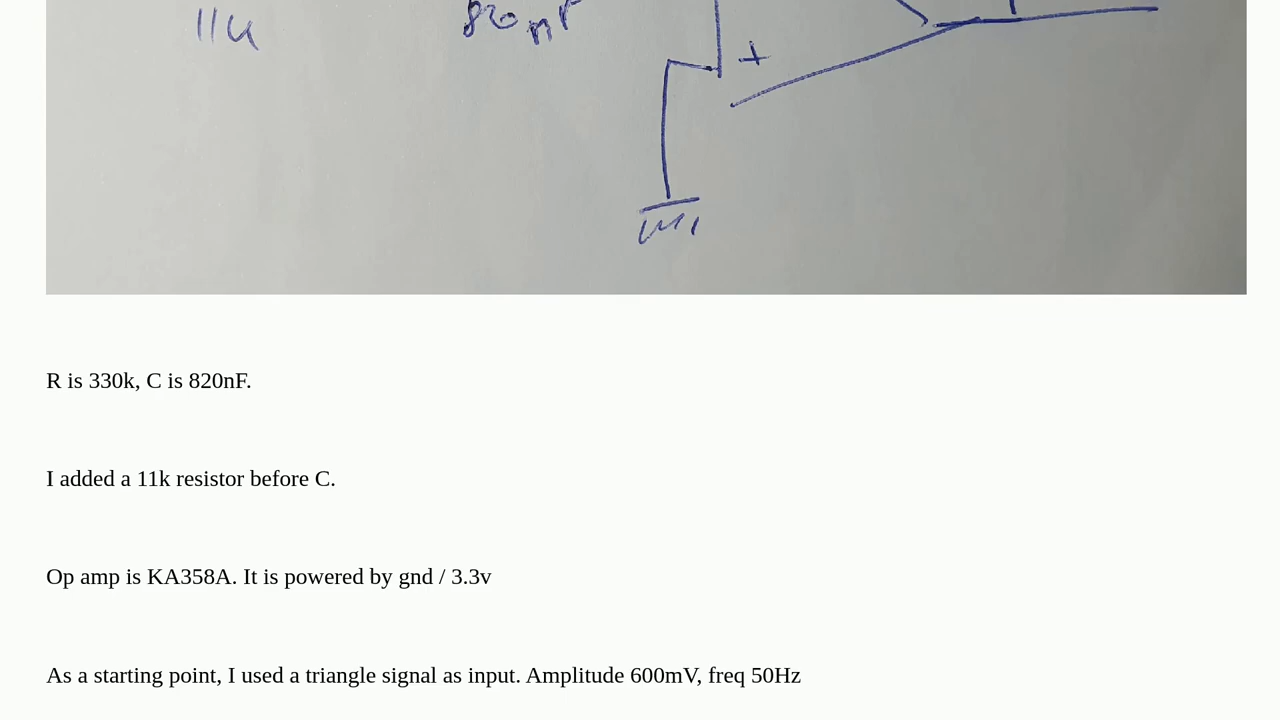 11k
820nF
+
R is 330k, C is 820nF.
I added a 11k resistor before C.
Op amp is KA358A. It is powered by gnd / 3.3v
As a starting point, I used a triangle signal as input. Amplitude 600mV, freq 50Hz